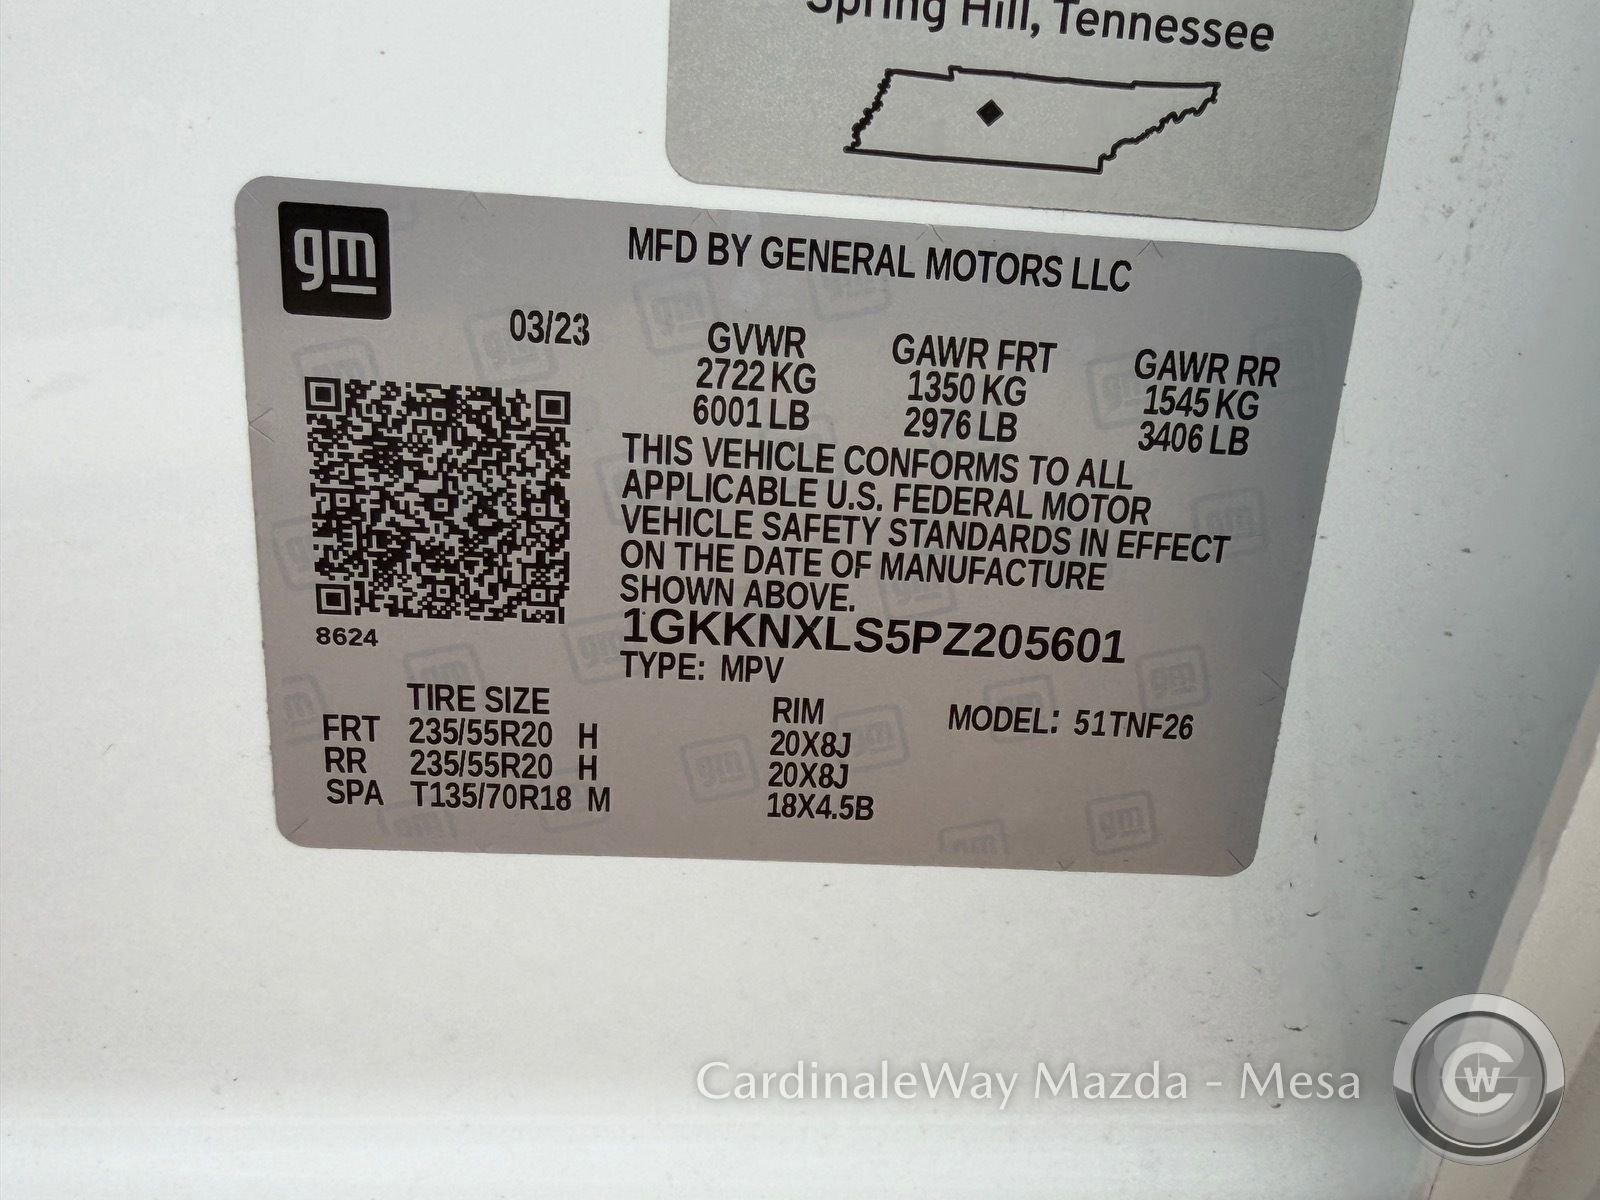 Spring Hill, Tennessee
gm
MFD BY GENERAL MOTORS LLC
03/23
GVWR GAWR FRT GAWR RR
2722 KG 1350 KG 1545 KG
6001 LB 2976 LB 3406 LB
THIS VEHICLE CONFORMS TO ALL
APPLICABLE U.S. FEDERAL MOTOR
VEHICLE SAFETY STANDARDS IN EFFECT
ON THE DATE OF MANUFACTURE
SHOWN ABOVE.
8624
1GKKNXLS5PZ205601
TYPE: MPV
TIRE SIZE RIM MODEL: 51TNF26
FRT 235/55R20 H 20X8J
RR 235/55R20 H 20X8J
SPA T135/70R18 M 18X4.5B
CardinaleWay Mazda - Mesa
CW